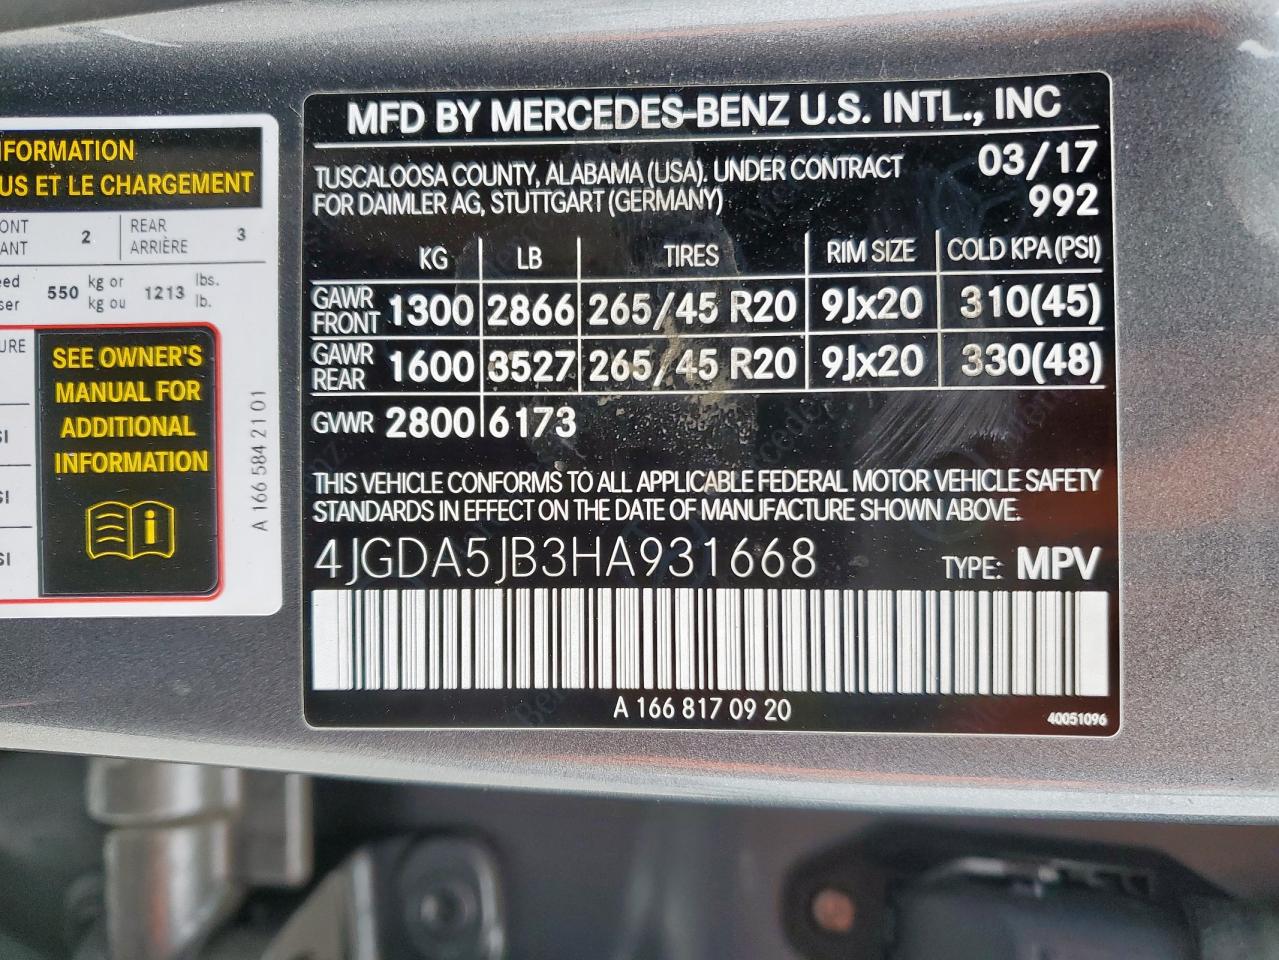 MFD BY MERCEDES-BENZ U.S. INTL., INC
TUSCALOOSA COUNTY, ALABAMA (USA). UNDER CONTRACT
FOR DAIMLER AG, STUTTGART (GERMANY)
03/17
992
KG LB TIRES RIM SIZE COLD KPA (PSI)
GAWR FRONT 1300 2866 265/45 R20 9Jx20 310(45)
GAWR REAR 1600 3527 265/45 R20 9Jx20 330(48)
GVWR 2800 6173
THIS VEHICLE CONFORMS TO ALL APPLICABLE FEDERAL MOTOR VEHICLE SAFETY
STANDARDS IN EFFECT ON THE DATE OF MANUFACTURE SHOWN ABOVE.
4JGDA5JB3HA931668 TYPE: MPV
A 166 817 09 20
40051096
ET LE CHARGEMENT
2 REAR 3
ARRIÈRE
550 kg or 1213 lbs.
kg ou lb.
SEE OWNER'S
MANUAL FOR
ADDITIONAL
INFORMATION
A 166 584 21 01